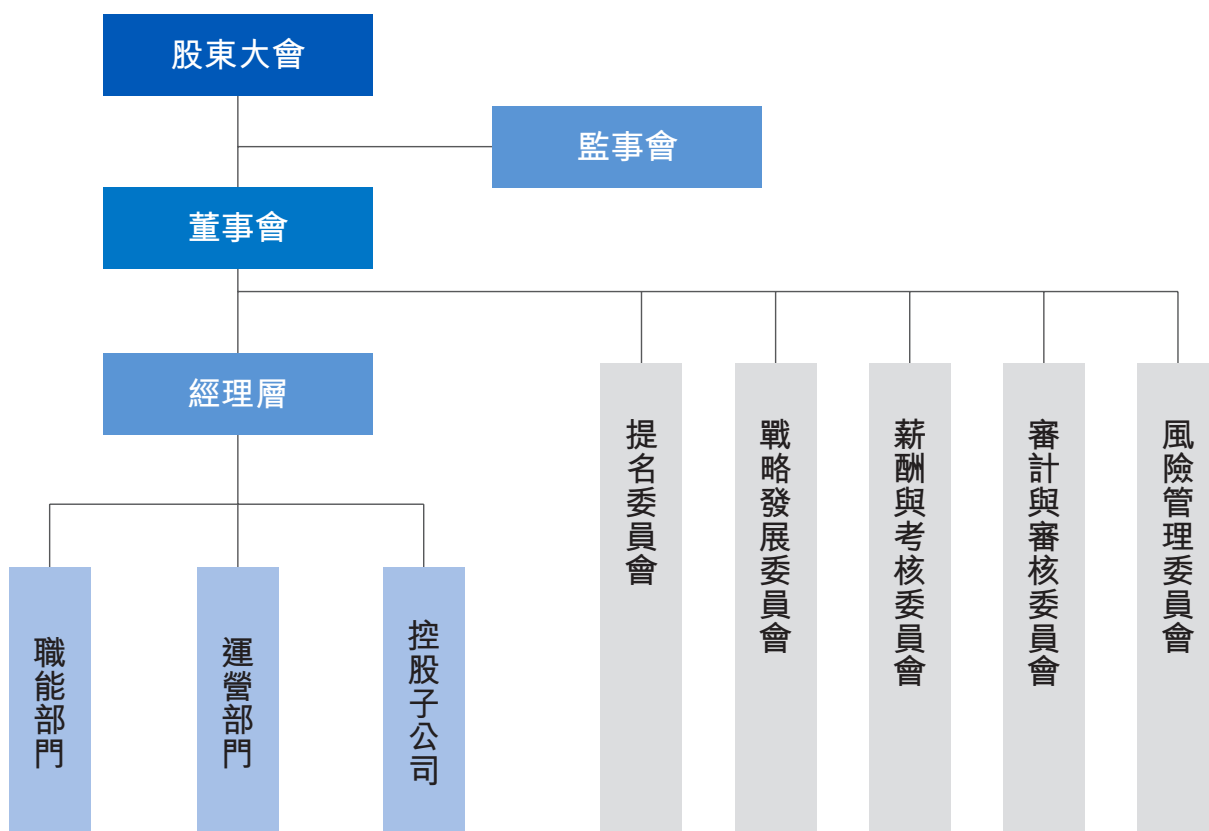 股東大會
監事會
董事會
經理層
提名委員會
戰略發展委員會
薪酬與考核委員會
審計與審核委員會
風險管理委員會
職能部門
運營部門
控股子公司